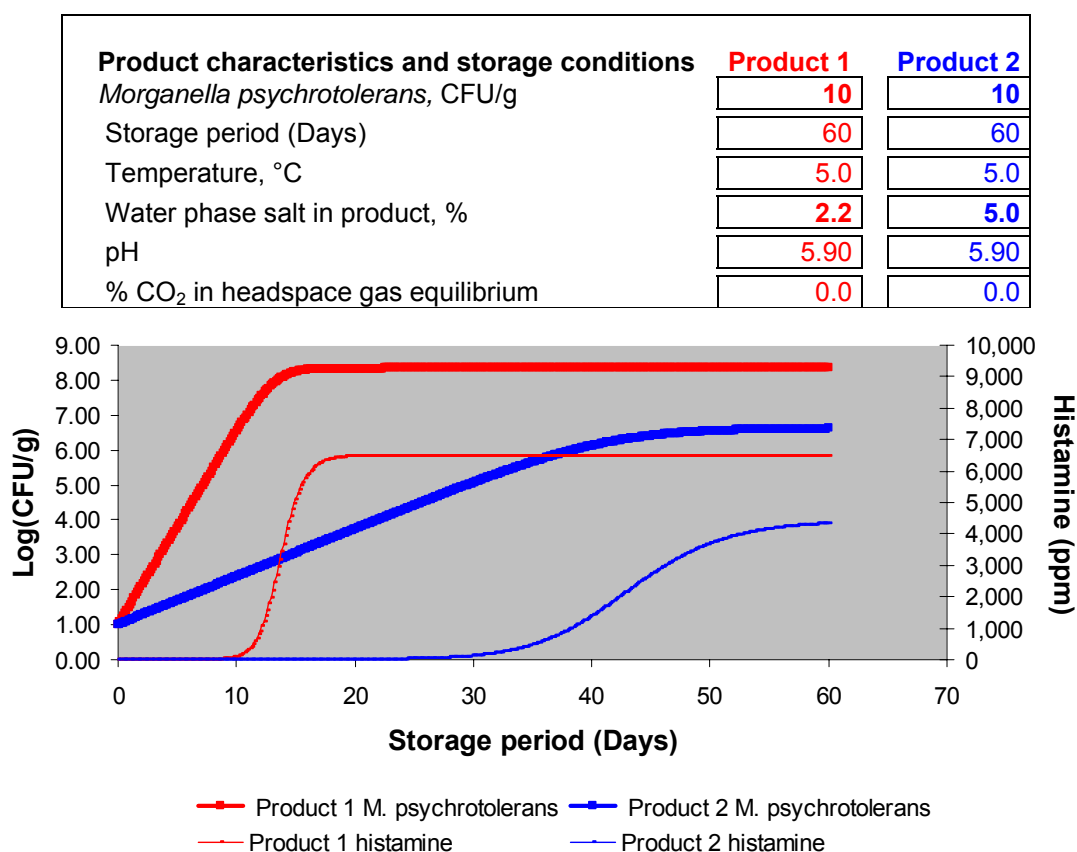 Product characteristics and storage conditions Product 1 Product 2
Morganella psychrotolerans, CFU/g 10 10
Storage period (Days) 60 60
Temperature, °C 5.0 5.0
Water phase salt in product, % 2.2 5.0
pH 5.90 5.90
% CO₂ in headspace gas equilibrium 0.0 0.0
Log(CFU/g)
9.00
8.00
7.00
6.00
5.00
4.00
3.00
2.00
1.00
0.00
10,000
9,000
8,000
7,000
6,000
5,000
4,000
3,000
2,000
1,000
0
Histamine (ppm)
0 10 20 30 40 50 60 70
Storage period (Days)
Product 1 M. psychrotolerans Product 2 M. psychrotolerans
Product 1 histamine Product 2 histamine